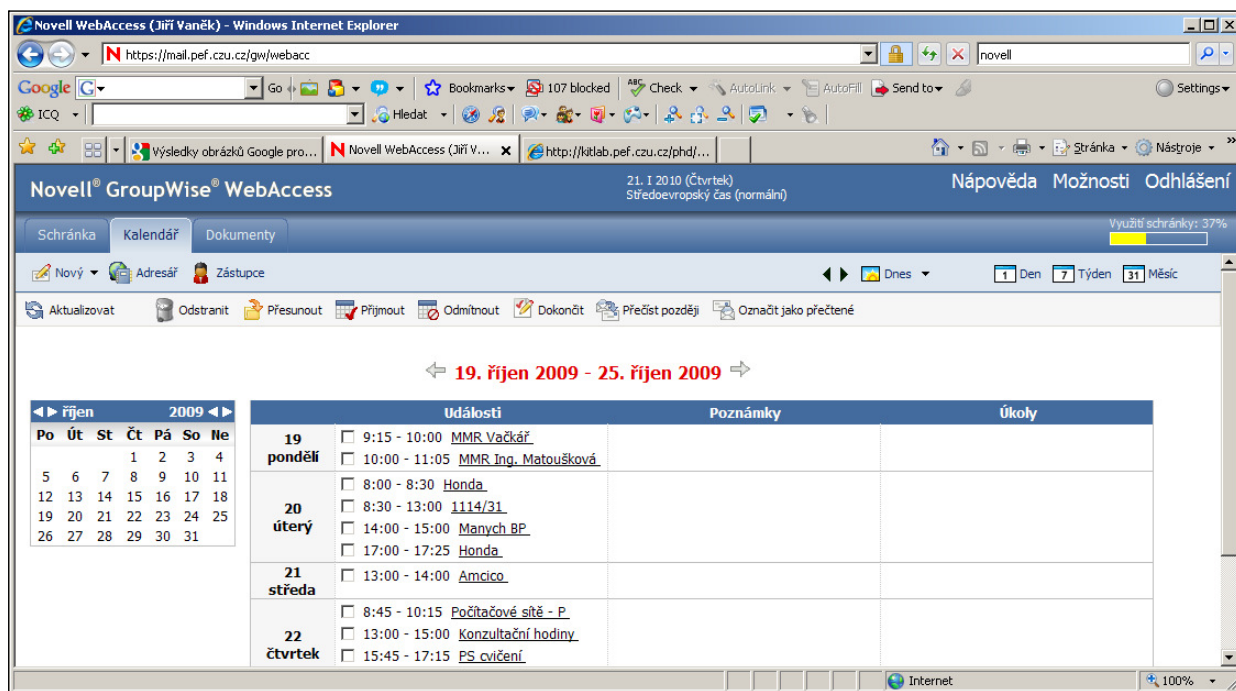 Novell WebAccess (Jiří Vaněk) - Windows Internet Explorer
https://mail.pef.czu.cz/gw/webacc novell
Google Go Bookmarks 107 blocked Check AutoLink AutoFill Send to Settings
ICQ Hledat
Výsledky obrázků Google pro... Novell WebAccess (Jiří V... http://kitlab.pef.czu.cz/phd/... Stránka Nástroje
Novell® GroupWise® WebAccess 21. I 2010 (Čtvrtek) Nápověda Možnosti Odhlášení
Středoevropský čas (normální)
Schránka Kalendář Dokumenty Využití schránky: 37%
Nový Adresář Zástupce Dnes 1 Den 7 Týden 31 Měsíc
Aktualizovat Odstranit Přesunout Přijmout Odmítnout Dokončit Přečíst později Označit jako přečtené
19. říjen 2009 - 25. říjen 2009
říjen 2009
Po Út St Čt Pá So Ne
1 2 3 4
5 6 7 8 9 10 11
12 13 14 15 16 17 18
19 20 21 22 23 24 25
26 27 28 29 30 31
Události Poznámky Úkoly
19 pondělí
9:15 - 10:00 MMR Vačkář
10:00 - 11:05 MMR Ing. Matoušková
20 úterý
8:00 - 8:30 Honda
8:30 - 13:00 1114/31
14:00 - 15:00 Manych BP
17:00 - 17:25 Honda
21 středa
13:00 - 14:00 Amcico
22 čtvrtek
8:45 - 10:15 Počítačové sítě - P
13:00 - 15:00 Konzultační hodiny
15:45 - 17:15 PS cvičení
Internet 100%